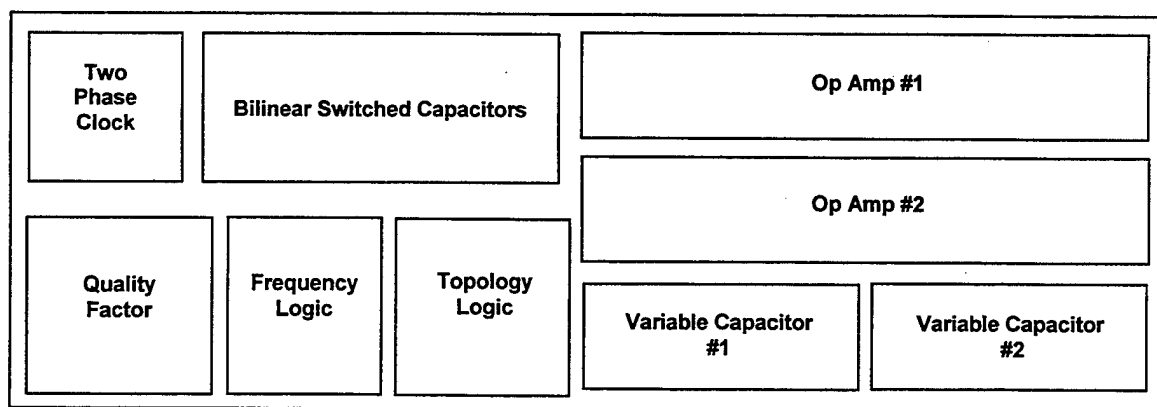 Two
Phase
Clock
Bilinear Switched Capacitors
Op Amp #1
Op Amp #2
Quality
Factor
Frequency
Logic
Topology
Logic
Variable Capacitor
#1
Variable Capacitor
#2